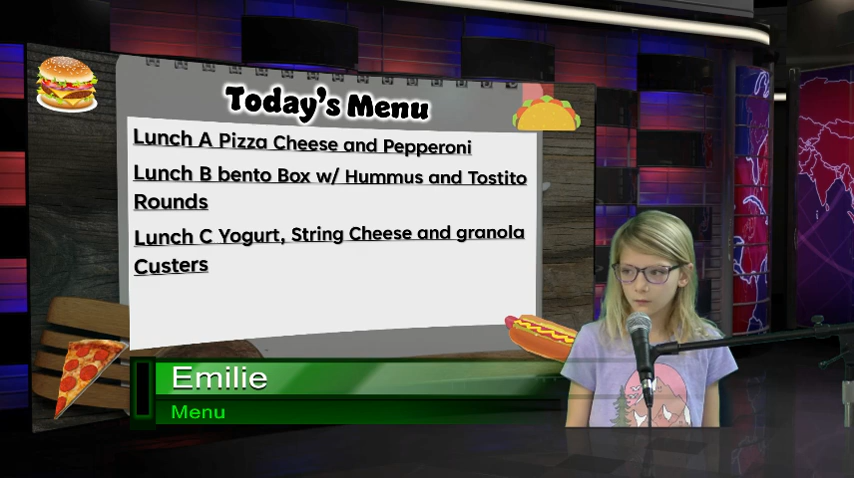 Today's Menu
Lunch A Pizza Cheese and Pepperoni
Lunch B bento Box w/ Hummus and Tostito
Rounds
Lunch C Yogurt, String Cheese and granola
Custers
Emilie
Menu